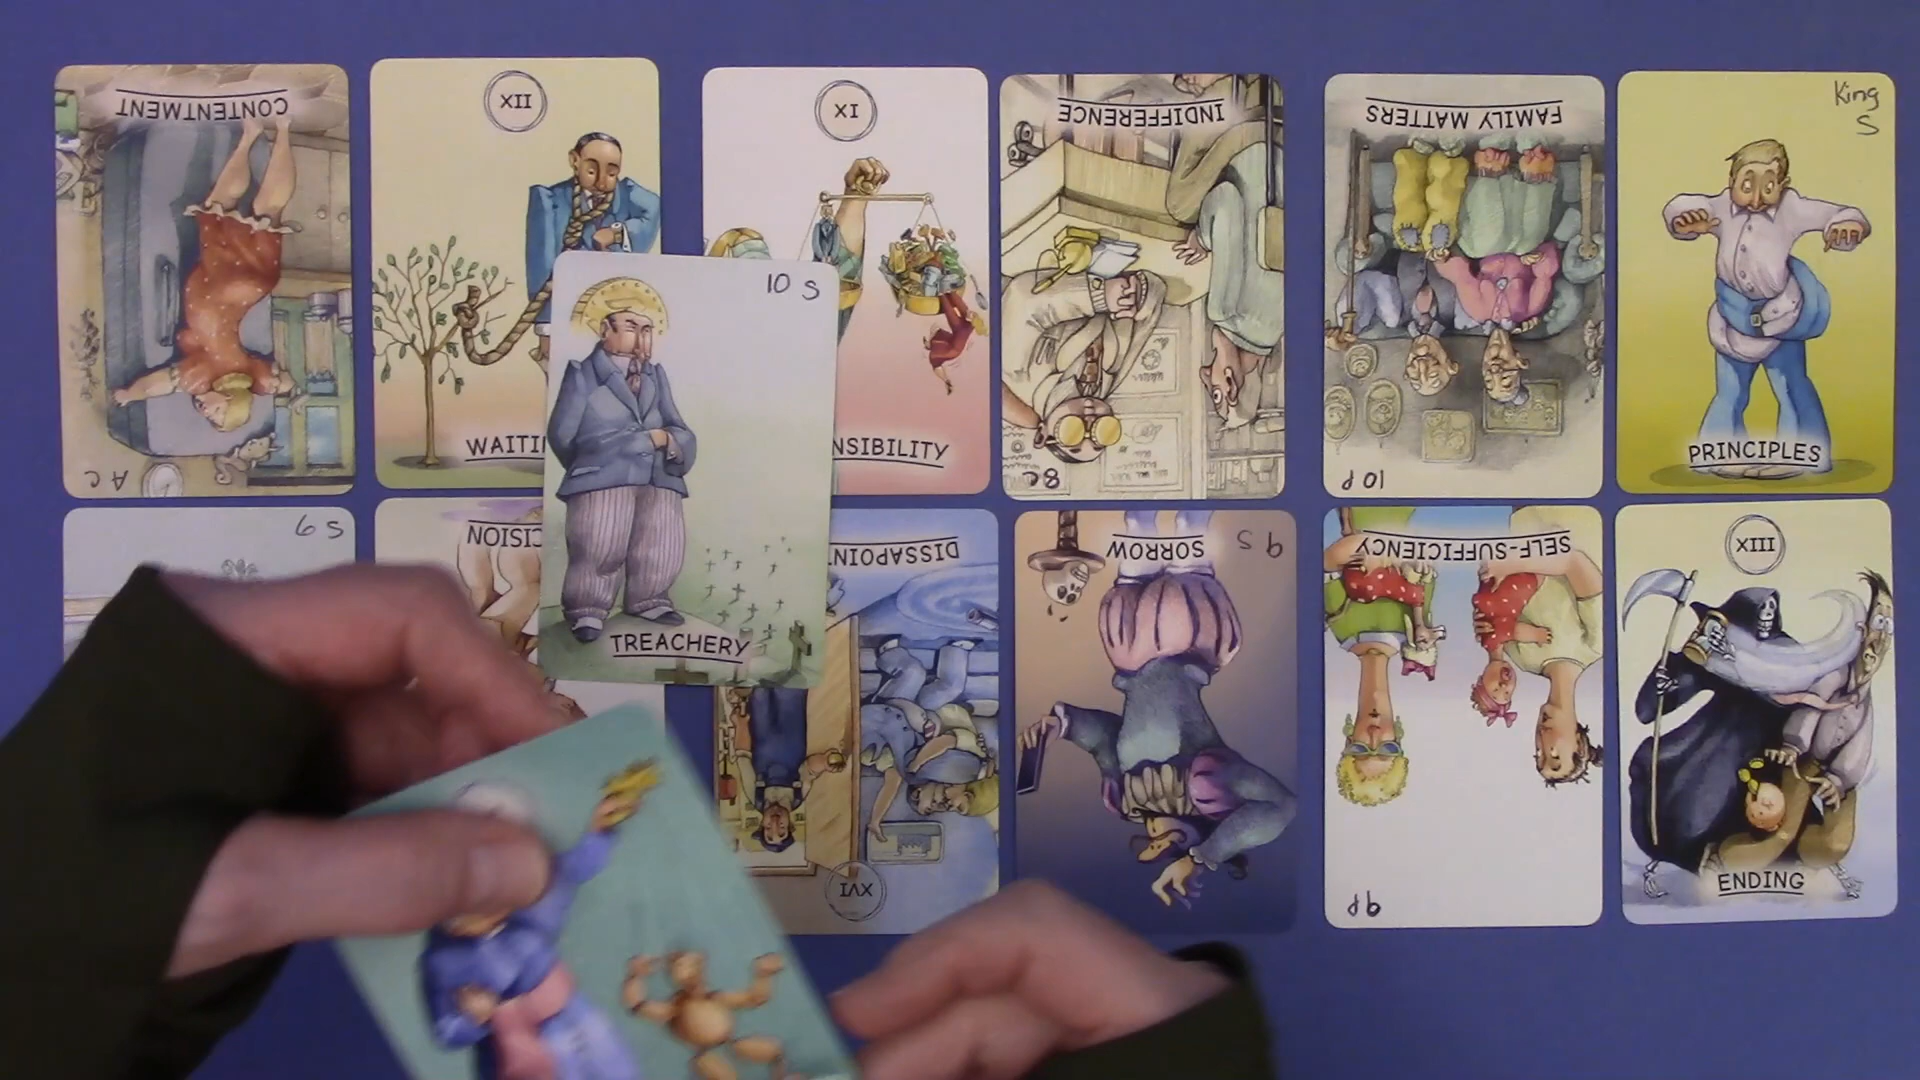 CONTENTMENT
A C
XII
WAITI
XI
NSIBILITY
INDIFFERENCE
8 C
FAMILY MATTERS
10 P
King
S
PRINCIPLES
10 S
TREACHERY
6 S
CISION
DISSAPOIN
XVI
SORROW
9 S
SELF-SUFFICIENCY
9 P
XIII
ENDING